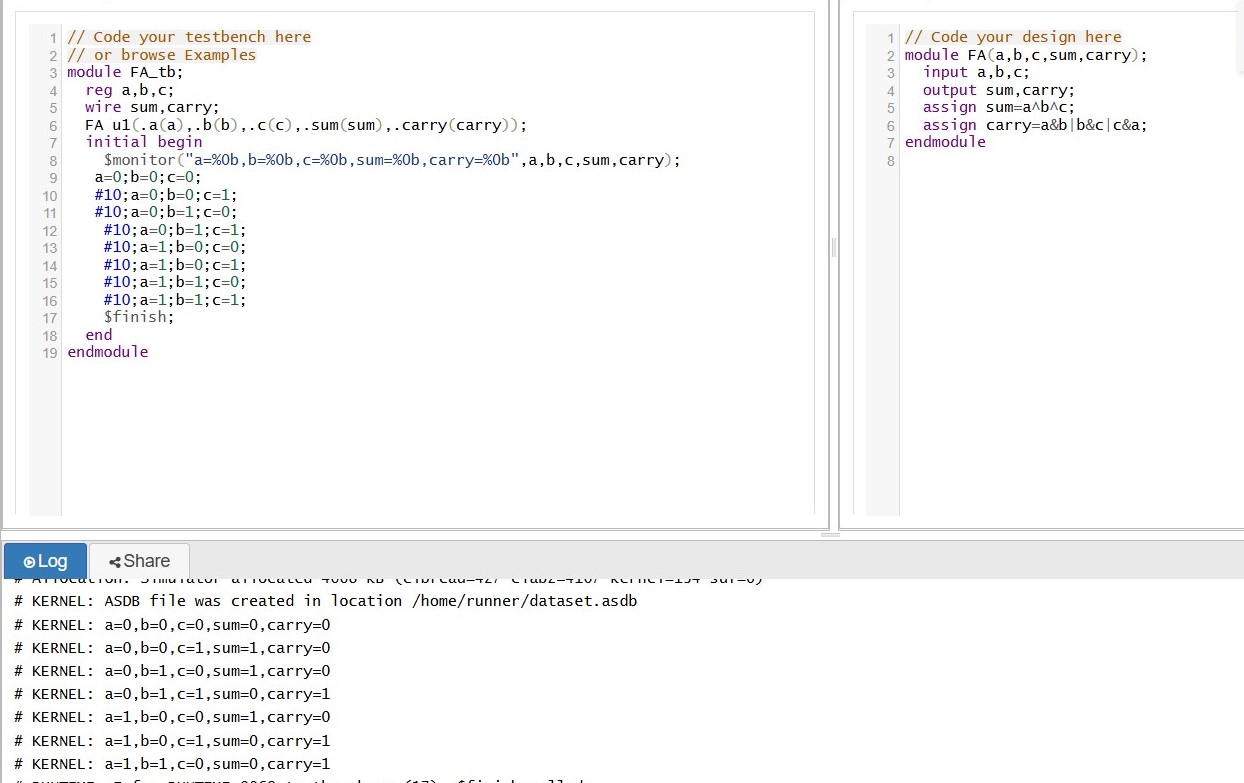 1 // Code your testbench here
2 // or browse Examples
3 module FA_tb;
4 reg a,b,c;
5 wire sum,carry;
6 FA u1(.a(a),.b(b),.c(c),.sum(sum),.carry(carry));
7 initial begin
8 $monitor("a=%0b,b=%0b,c=%0b,sum=%0b,carry=%0b",a,b,c,sum,carry);
9 a=0;b=0;c=0;
10 #10;a=0;b=0;c=1;
11 #10;a=0;b=1;c=0;
12 #10;a=0;b=1;c=1;
13 #10;a=1;b=0;c=0;
14 #10;a=1;b=0;c=1;
15 #10;a=1;b=1;c=0;
16 #10;a=1;b=1;c=1;
17 $finish;
18 end
19 endmodule
1 // Code your design here
2 module FA(a,b,c,sum,carry);
3 input a,b,c;
4 output sum,carry;
5 assign sum=a^b^c;
6 assign carry=a&b|b&c|c&a;
7 endmodule
8
Log Share
# KERNEL: ASDB file was created in location /home/runner/dataset.asdb
# KERNEL: a=0,b=0,c=0,sum=0,carry=0
# KERNEL: a=0,b=0,c=1,sum=1,carry=0
# KERNEL: a=0,b=1,c=0,sum=1,carry=0
# KERNEL: a=0,b=1,c=1,sum=0,carry=1
# KERNEL: a=1,b=0,c=0,sum=1,carry=0
# KERNEL: a=1,b=0,c=1,sum=0,carry=1
# KERNEL: a=1,b=1,c=0,sum=0,carry=1